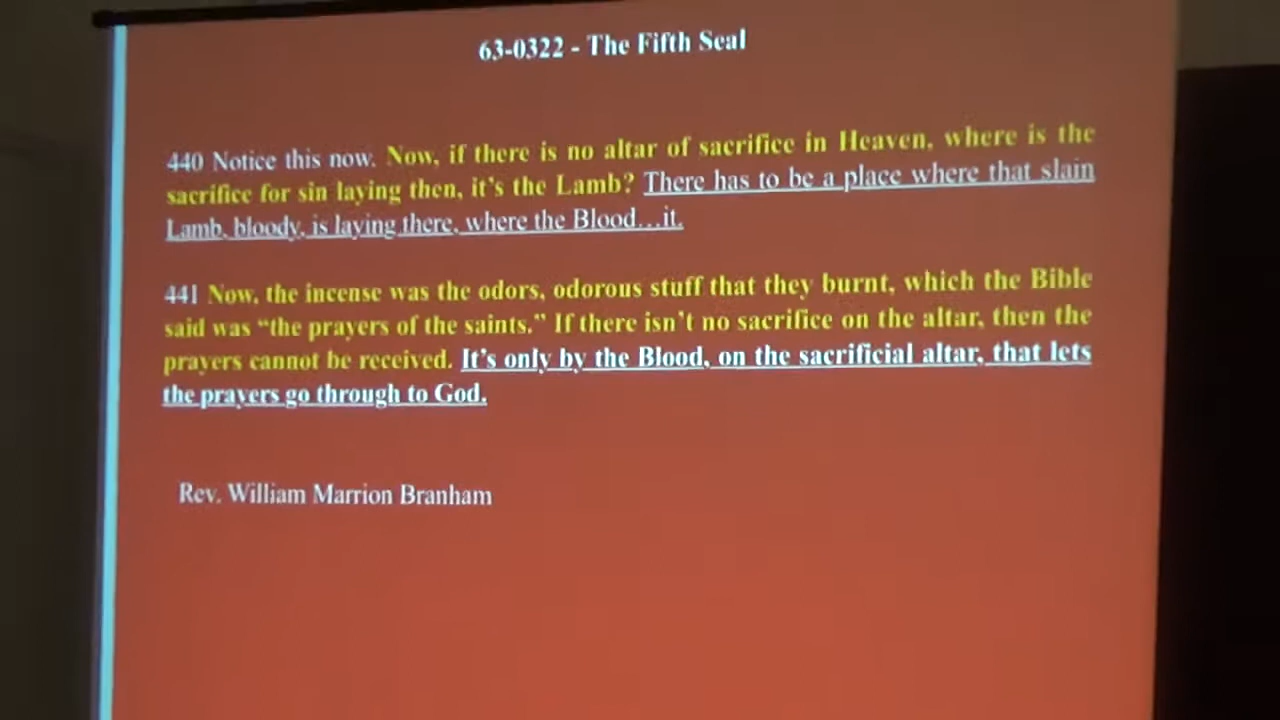 63-0322 - The Fifth Seal
440 Notice this now. Now, if there is no altar of sacrifice in Heaven, where is the
sacrifice for sin laying then, it's the Lamb? There has to be a place where that slain
Lamb, bloody, is laying there, where the Blood…it.
441 Now, the incense was the odors, odorous stuff that they burnt, which the Bible
said was “the prayers of the saints.” If there isn't no sacrifice on the altar, then the
prayers cannot be received. It's only by the Blood, on the sacrificial altar, that lets
the prayers go through to God.
Rev. William Marrion Branham